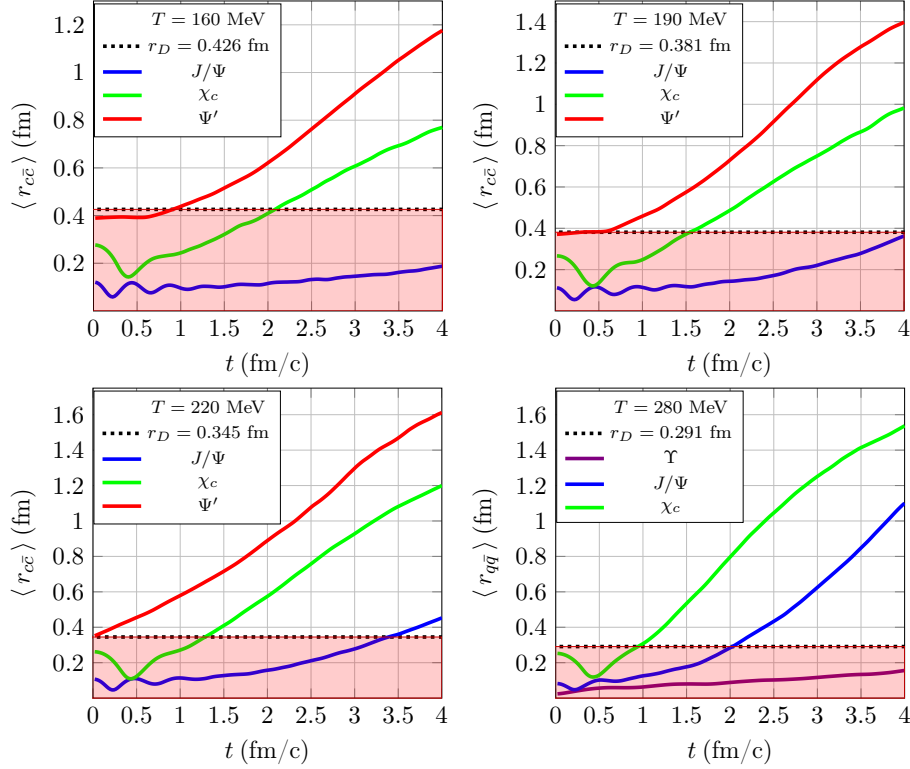 T = 160 MeV
r_D = 0.426 fm
J/Ψ
χ_c
Ψ′
1.2
1
0.8
0.6
0.4
0.2
⟨ r_{cc̄} ⟩ (fm)
0 0.5 1 1.5 2 2.5 3 3.5 4
t (fm/c)
T = 190 MeV
r_D = 0.381 fm
J/Ψ
χ_c
Ψ′
1.4
1.2
1
0.8
0.6
0.4
0.2
⟨ r_{cc̄} ⟩ (fm)
0 0.5 1 1.5 2 2.5 3 3.5 4
t (fm/c)
T = 220 MeV
r_D = 0.345 fm
J/Ψ
χ_c
Ψ′
1.6
1.4
1.2
1
0.8
0.6
0.4
0.2
⟨ r_{cc̄} ⟩ (fm)
0 0.5 1 1.5 2 2.5 3 3.5 4
t (fm/c)
T = 280 MeV
r_D = 0.291 fm
Υ
J/Ψ
χ_c
1.6
1.4
1.2
1
0.8
0.6
0.4
0.2
⟨ r_{qq̄} ⟩ (fm)
0 0.5 1 1.5 2 2.5 3 3.5 4
t (fm/c)